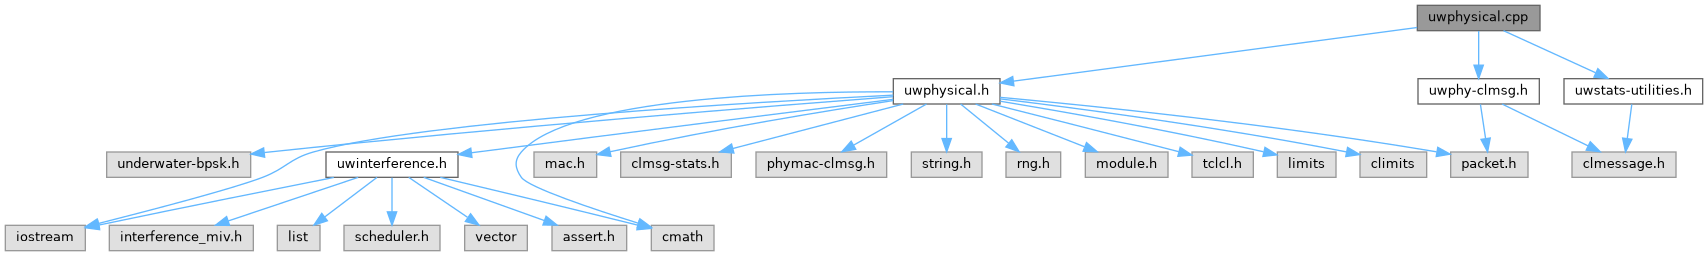 uwphysical.cpp
uwphysical.h
uwphy-clmsg.h
uwstats-utilities.h
underwater-bpsk.h
uwinterference.h
mac.h
clmsg-stats.h
phymac-clmsg.h
string.h
rng.h
module.h
tclcl.h
limits
climits
packet.h
clmessage.h
iostream
interference_miv.h
list
scheduler.h
vector
assert.h
cmath